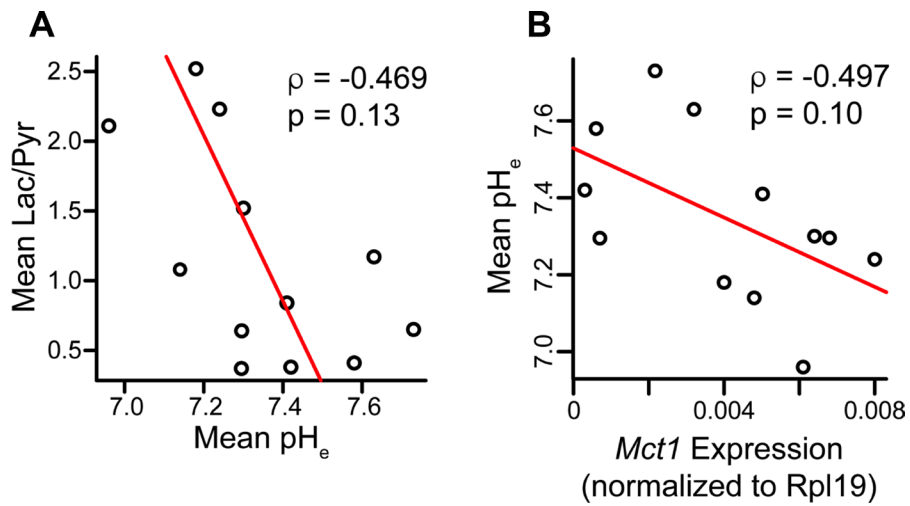 A
ρ = -0.469
p = 0.13
Mean Lac/Pyr
2.5
2.0
1.5
1.0
0.5
7.0 7.2 7.4 7.6
Mean pHe
B
ρ = -0.497
p = 0.10
Mean pHe
7.6
7.4
7.2
7.0
0 0.004 0.008
Mct1 Expression
(normalized to Rpl19)